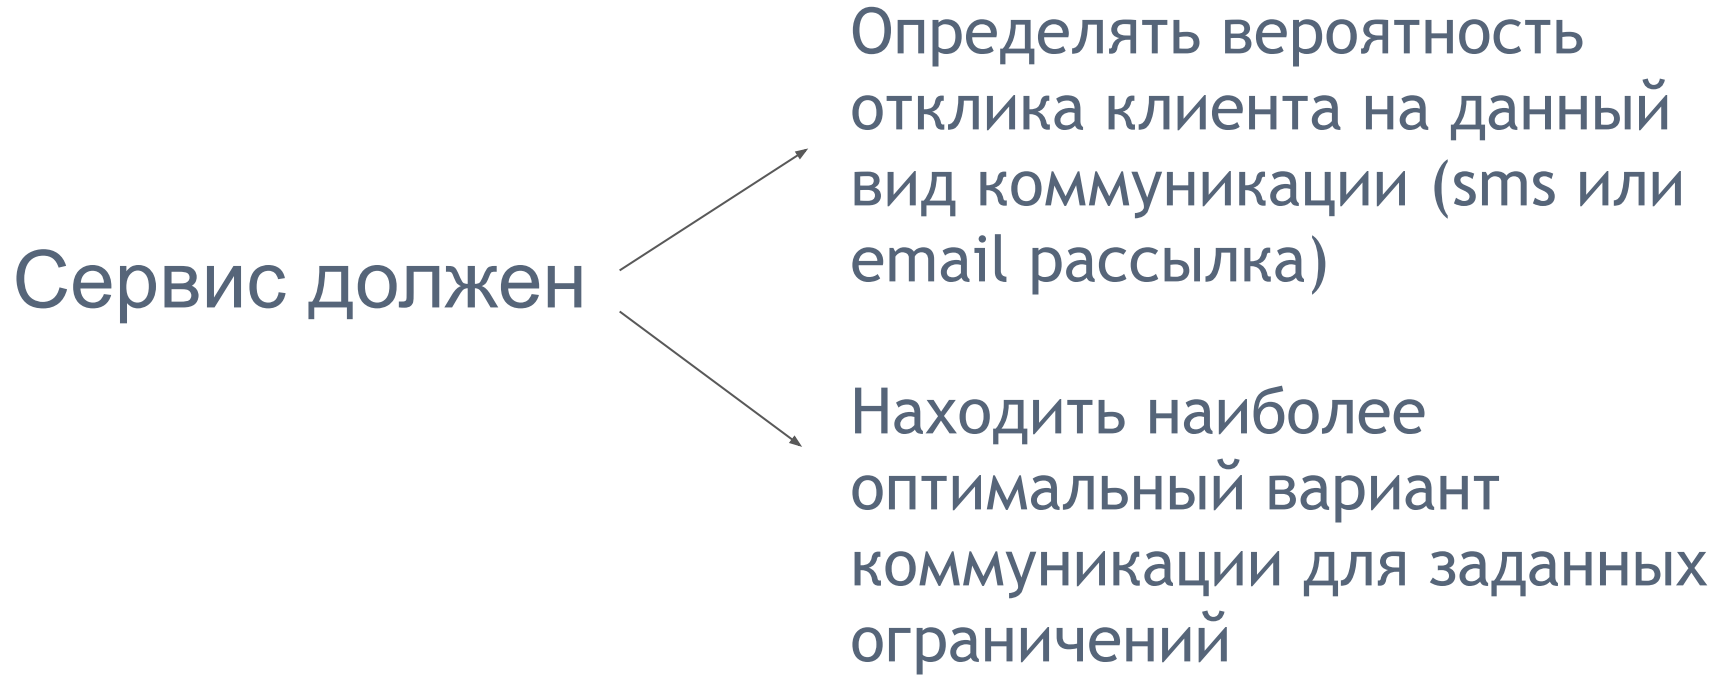 Сервис должен
Определять вероятность
отклика клиента на данный
вид коммуникации (sms или
email рассылка)
Находить наиболее
оптимальный вариант
коммуникации для заданных
ограничений